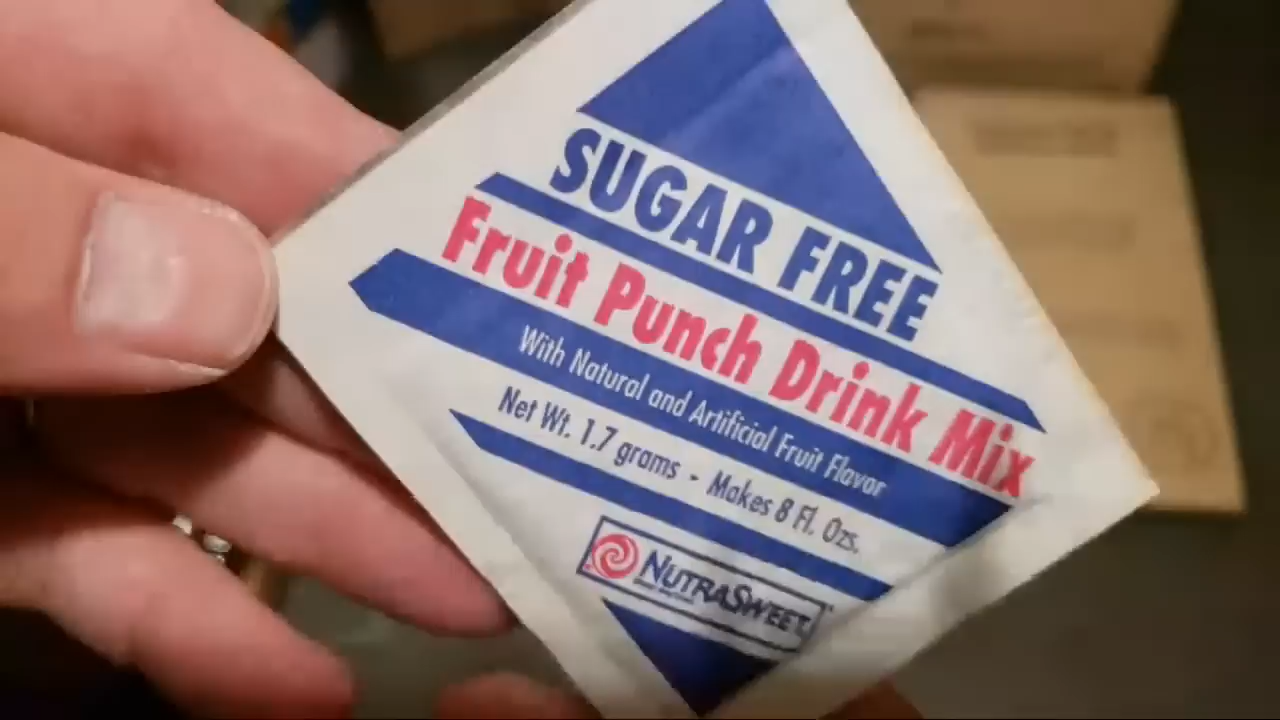 SUGAR FREE
Fruit Punch Drink Mix
With Natural and Artificial Fruit Flavor
Net Wt. 1.7 grams • Makes 8 Fl. Ozs.
NUTRASWEET